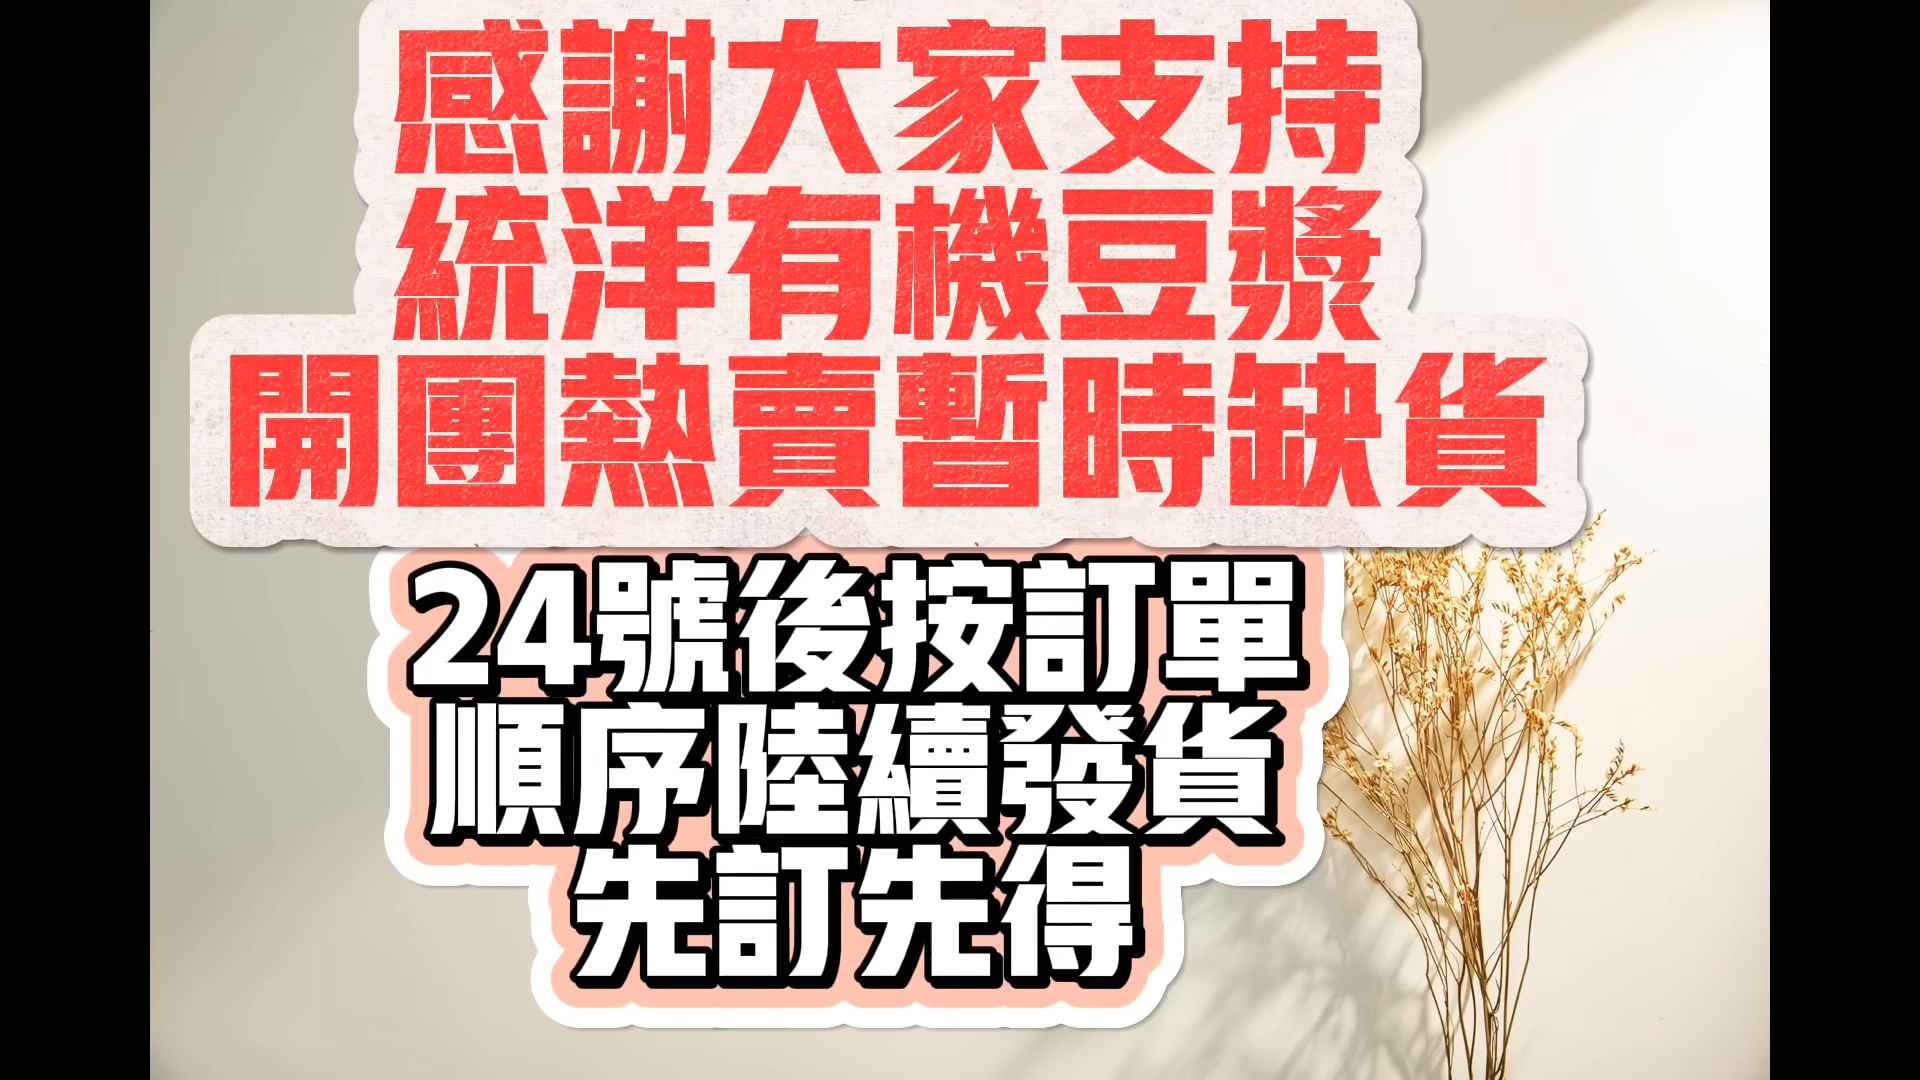 感謝大家支持
統洋有機豆漿
開團熱賣暫時缺貨
24號後按訂單
順序陸續發貨
先訂先得